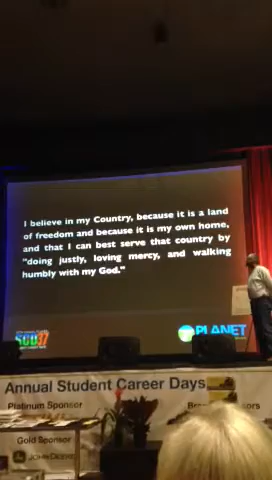 I believe in my Country, because it is a land
of freedom and because it is my own home,
and that I can best serve that country by
"doing justly, loving mercy, and walking
humbly with my God."
PLANET
Annual Student Career Days
Platinum Sponsor
Gold Sponsor
JOHN DEERE